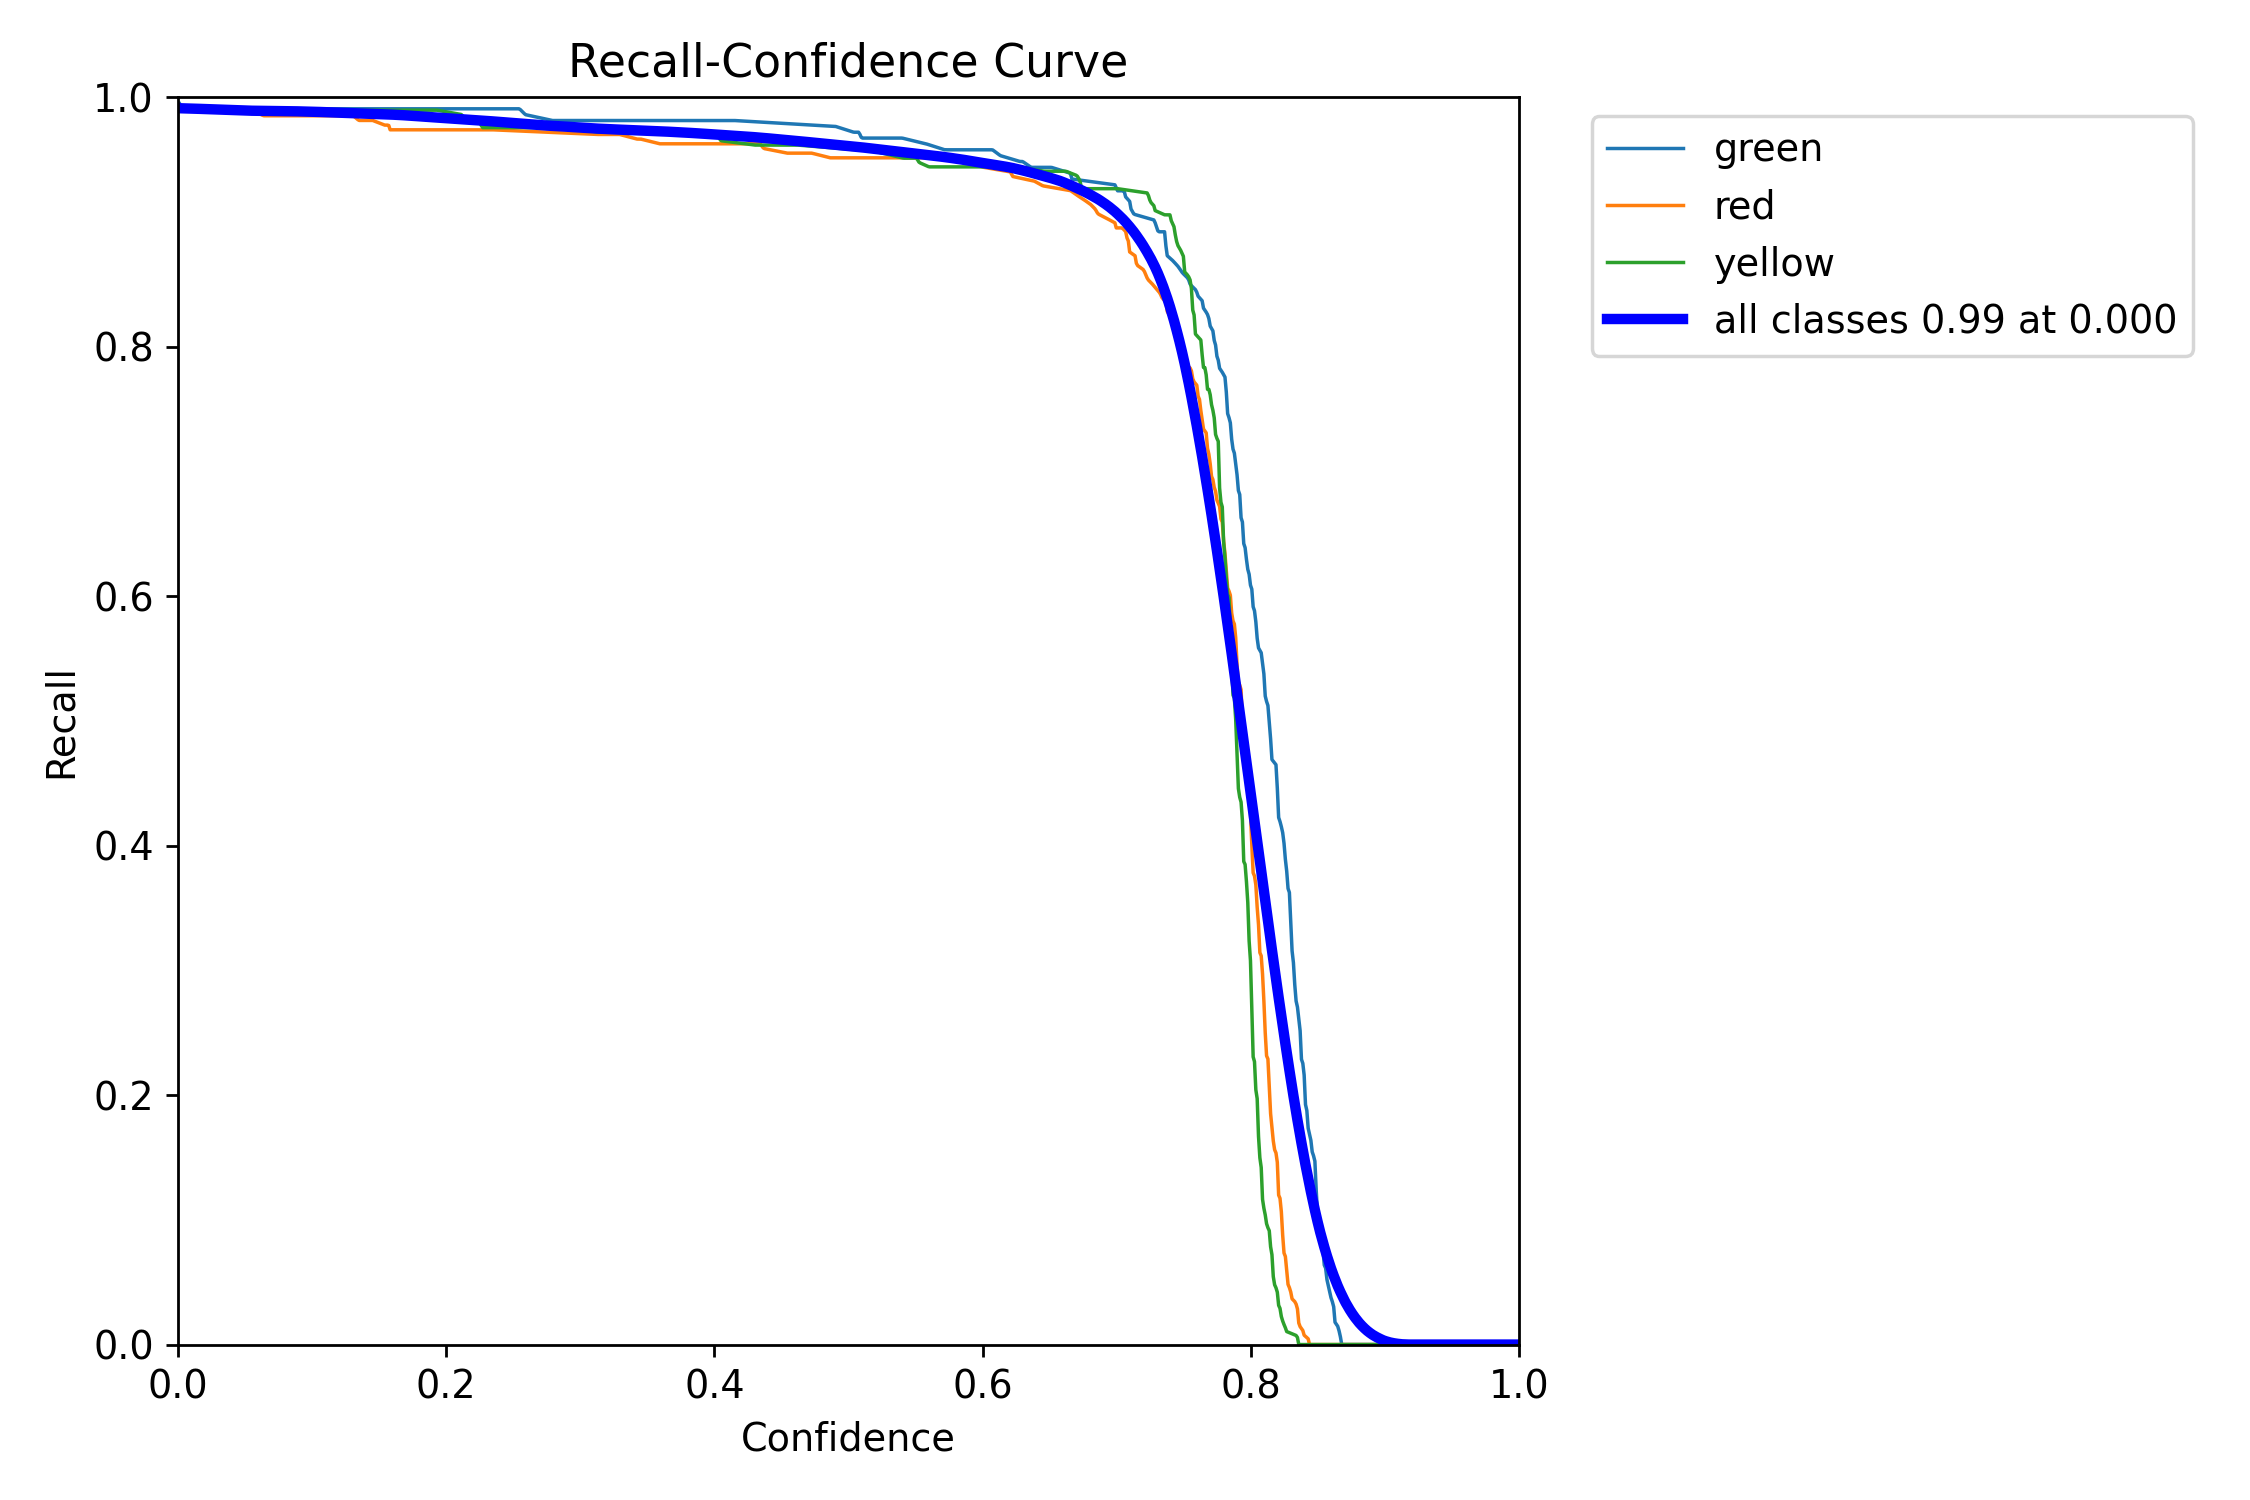 Recall-Confidence Curve
1.0
0.8
0.6
0.4
0.2
0.0
Recall
0.0 0.2 0.4 0.6 0.8 1.0
Confidence
green
red
yellow
all classes 0.99 at 0.000